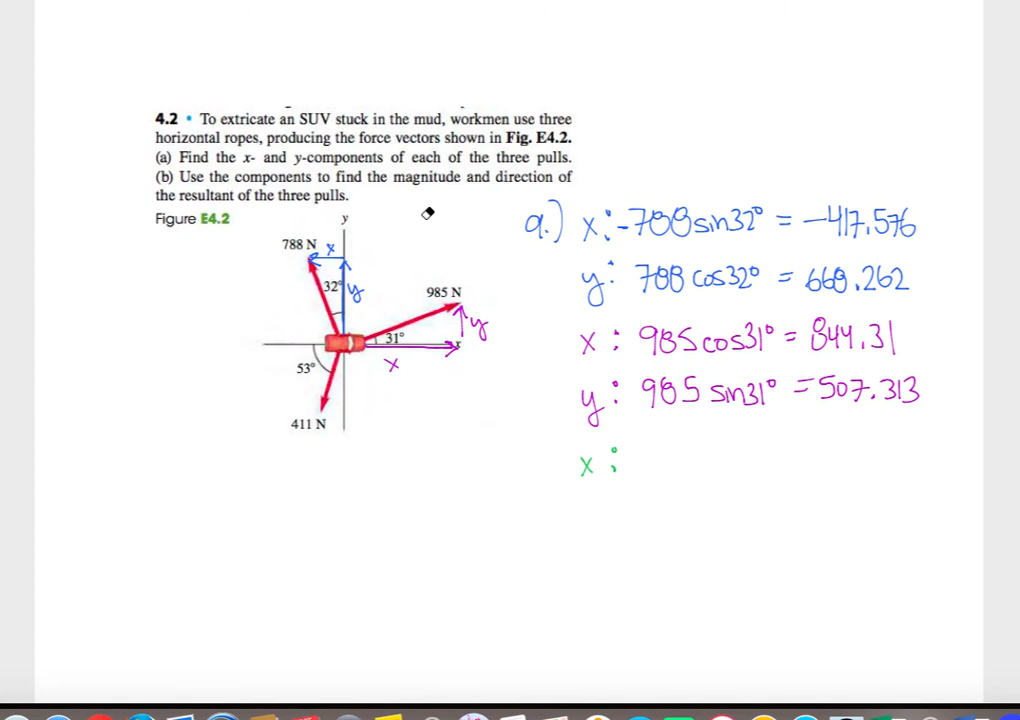 4.2 • To extricate an SUV stuck in the mud, workmen use three
horizontal ropes, producing the force vectors shown in Fig. E4.2.
(a) Find the x- and y-components of each of the three pulls.
(b) Use the components to find the magnitude and direction of
the resultant of the three pulls.
Figure E4.2
y
788 N
x
32°
y
985 N
31°
y
x
x
53°
411 N
a.) x: -788 sin32° = -417.576
y: 788 cos32° = 668.262
x: 985 cos31° = 844.31
y: 985 sin31° = 507.313
x: